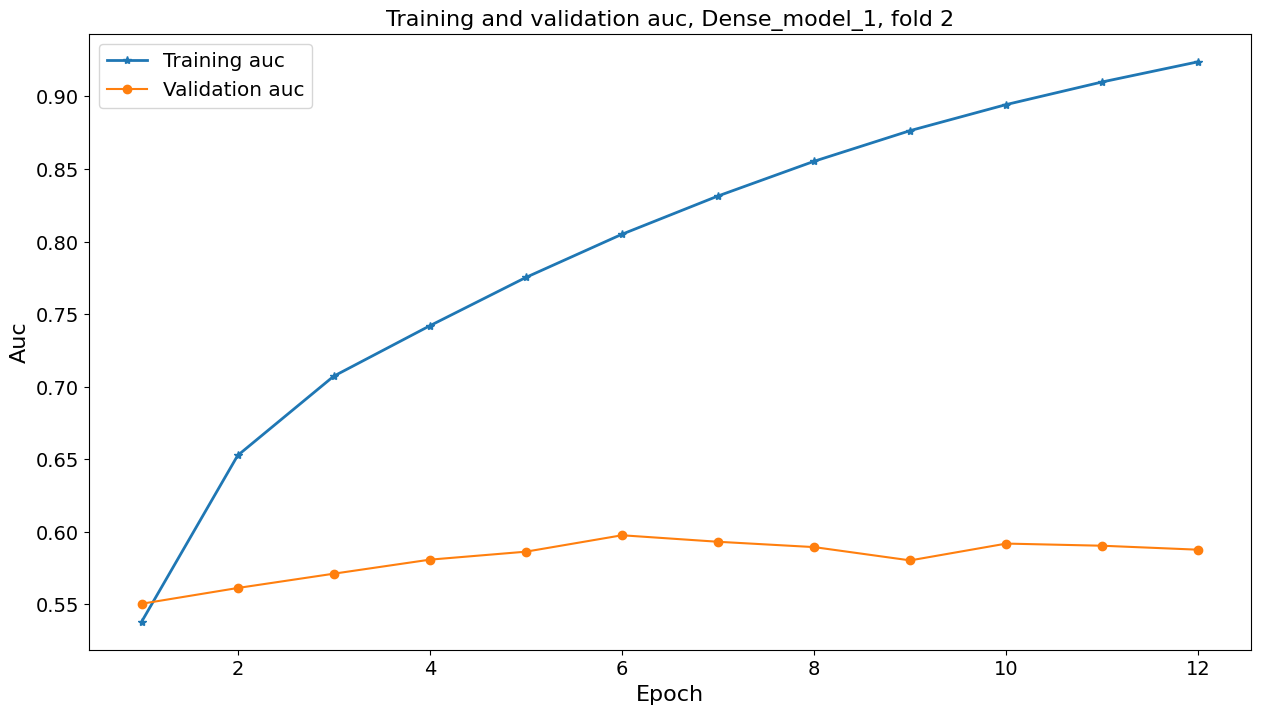 Training and validation auc, Dense_model_1, fold 2
Training auc
Validation auc
0.90
0.85
0.80
0.75
0.70
0.65
0.60
0.55
Auc
2 4 6 8 10 12
Epoch